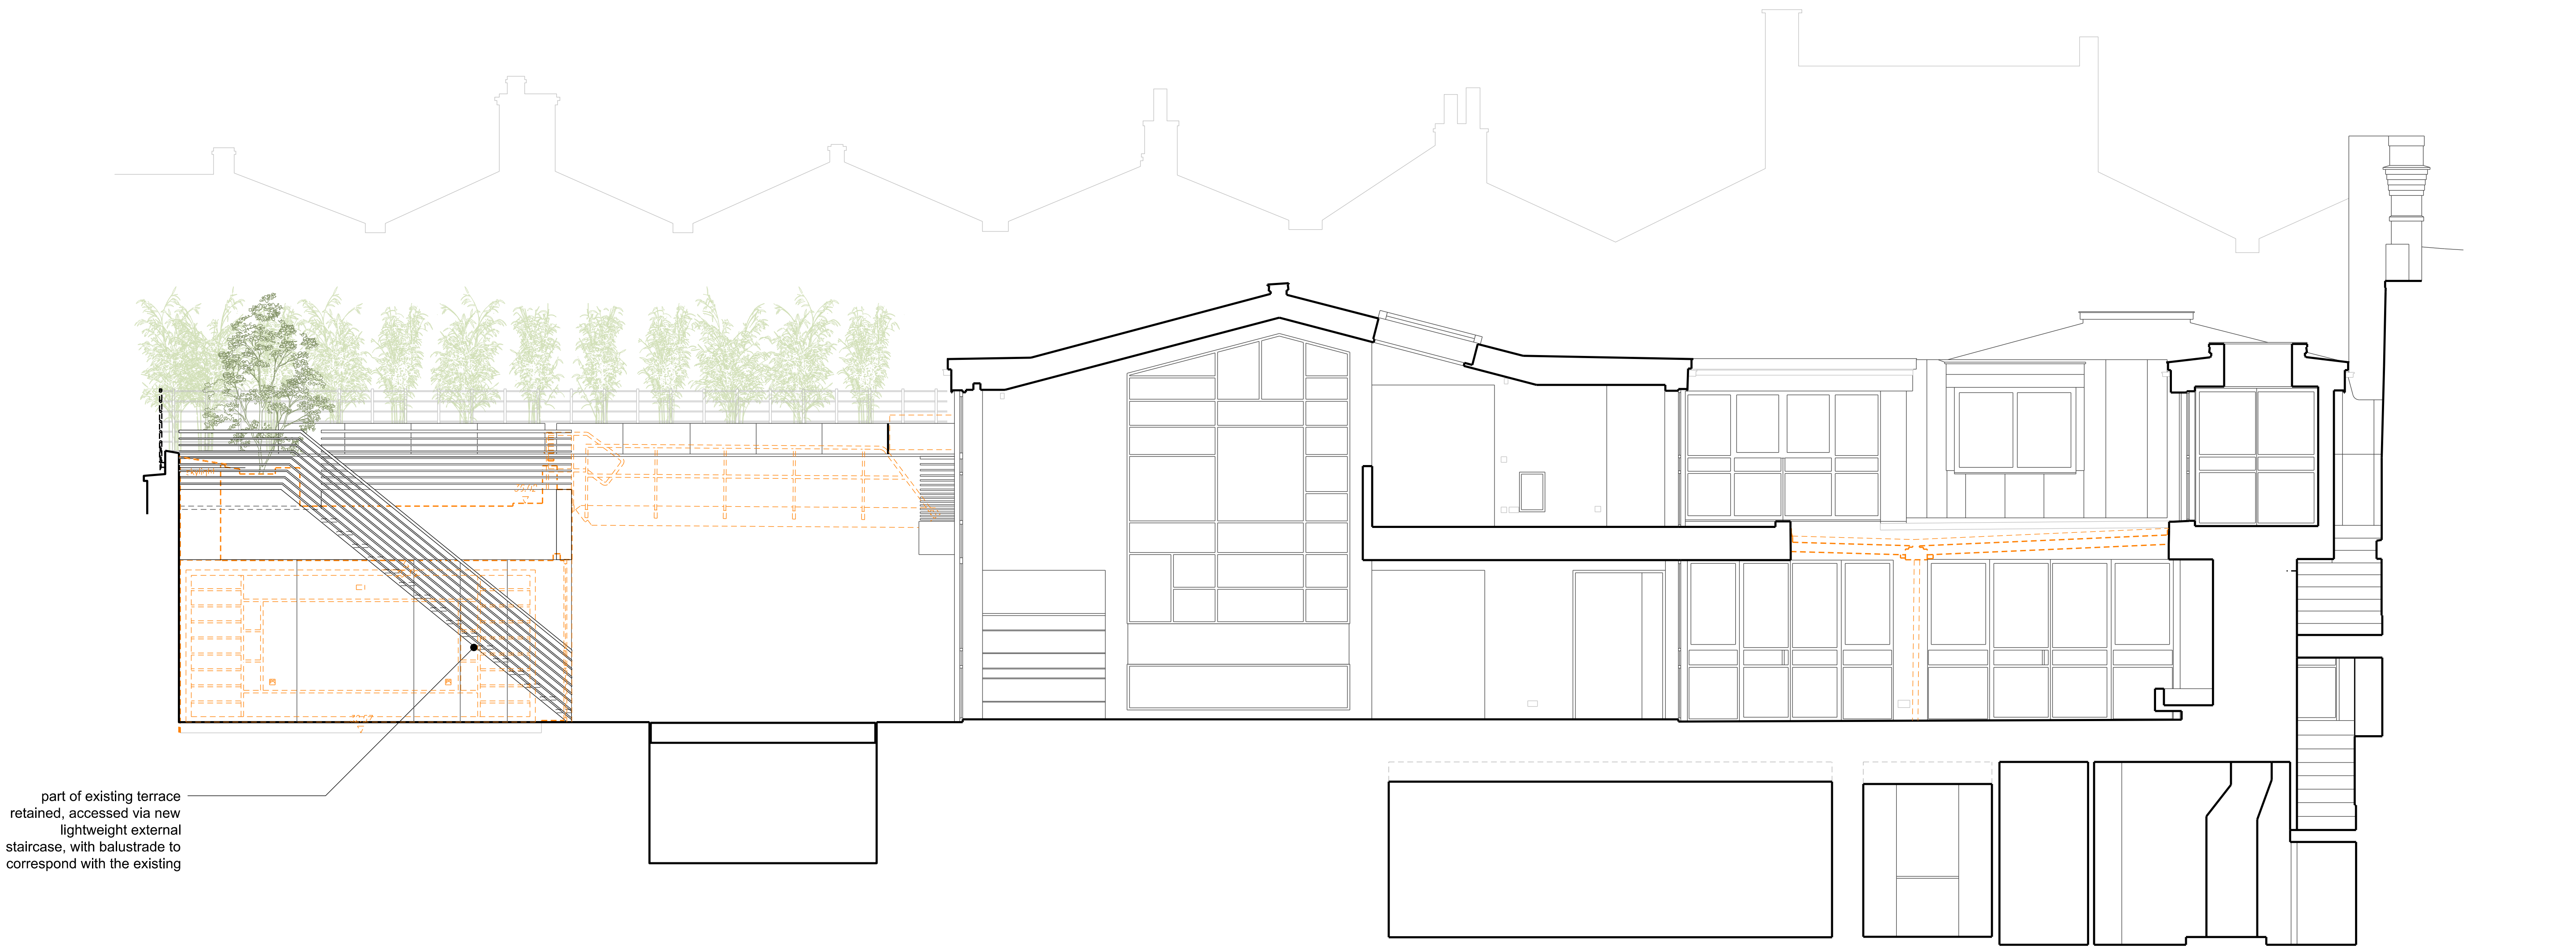 part of existing terrace
retained, accessed via new
lightweight external
staircase, with balustrade to
correspond with the existing